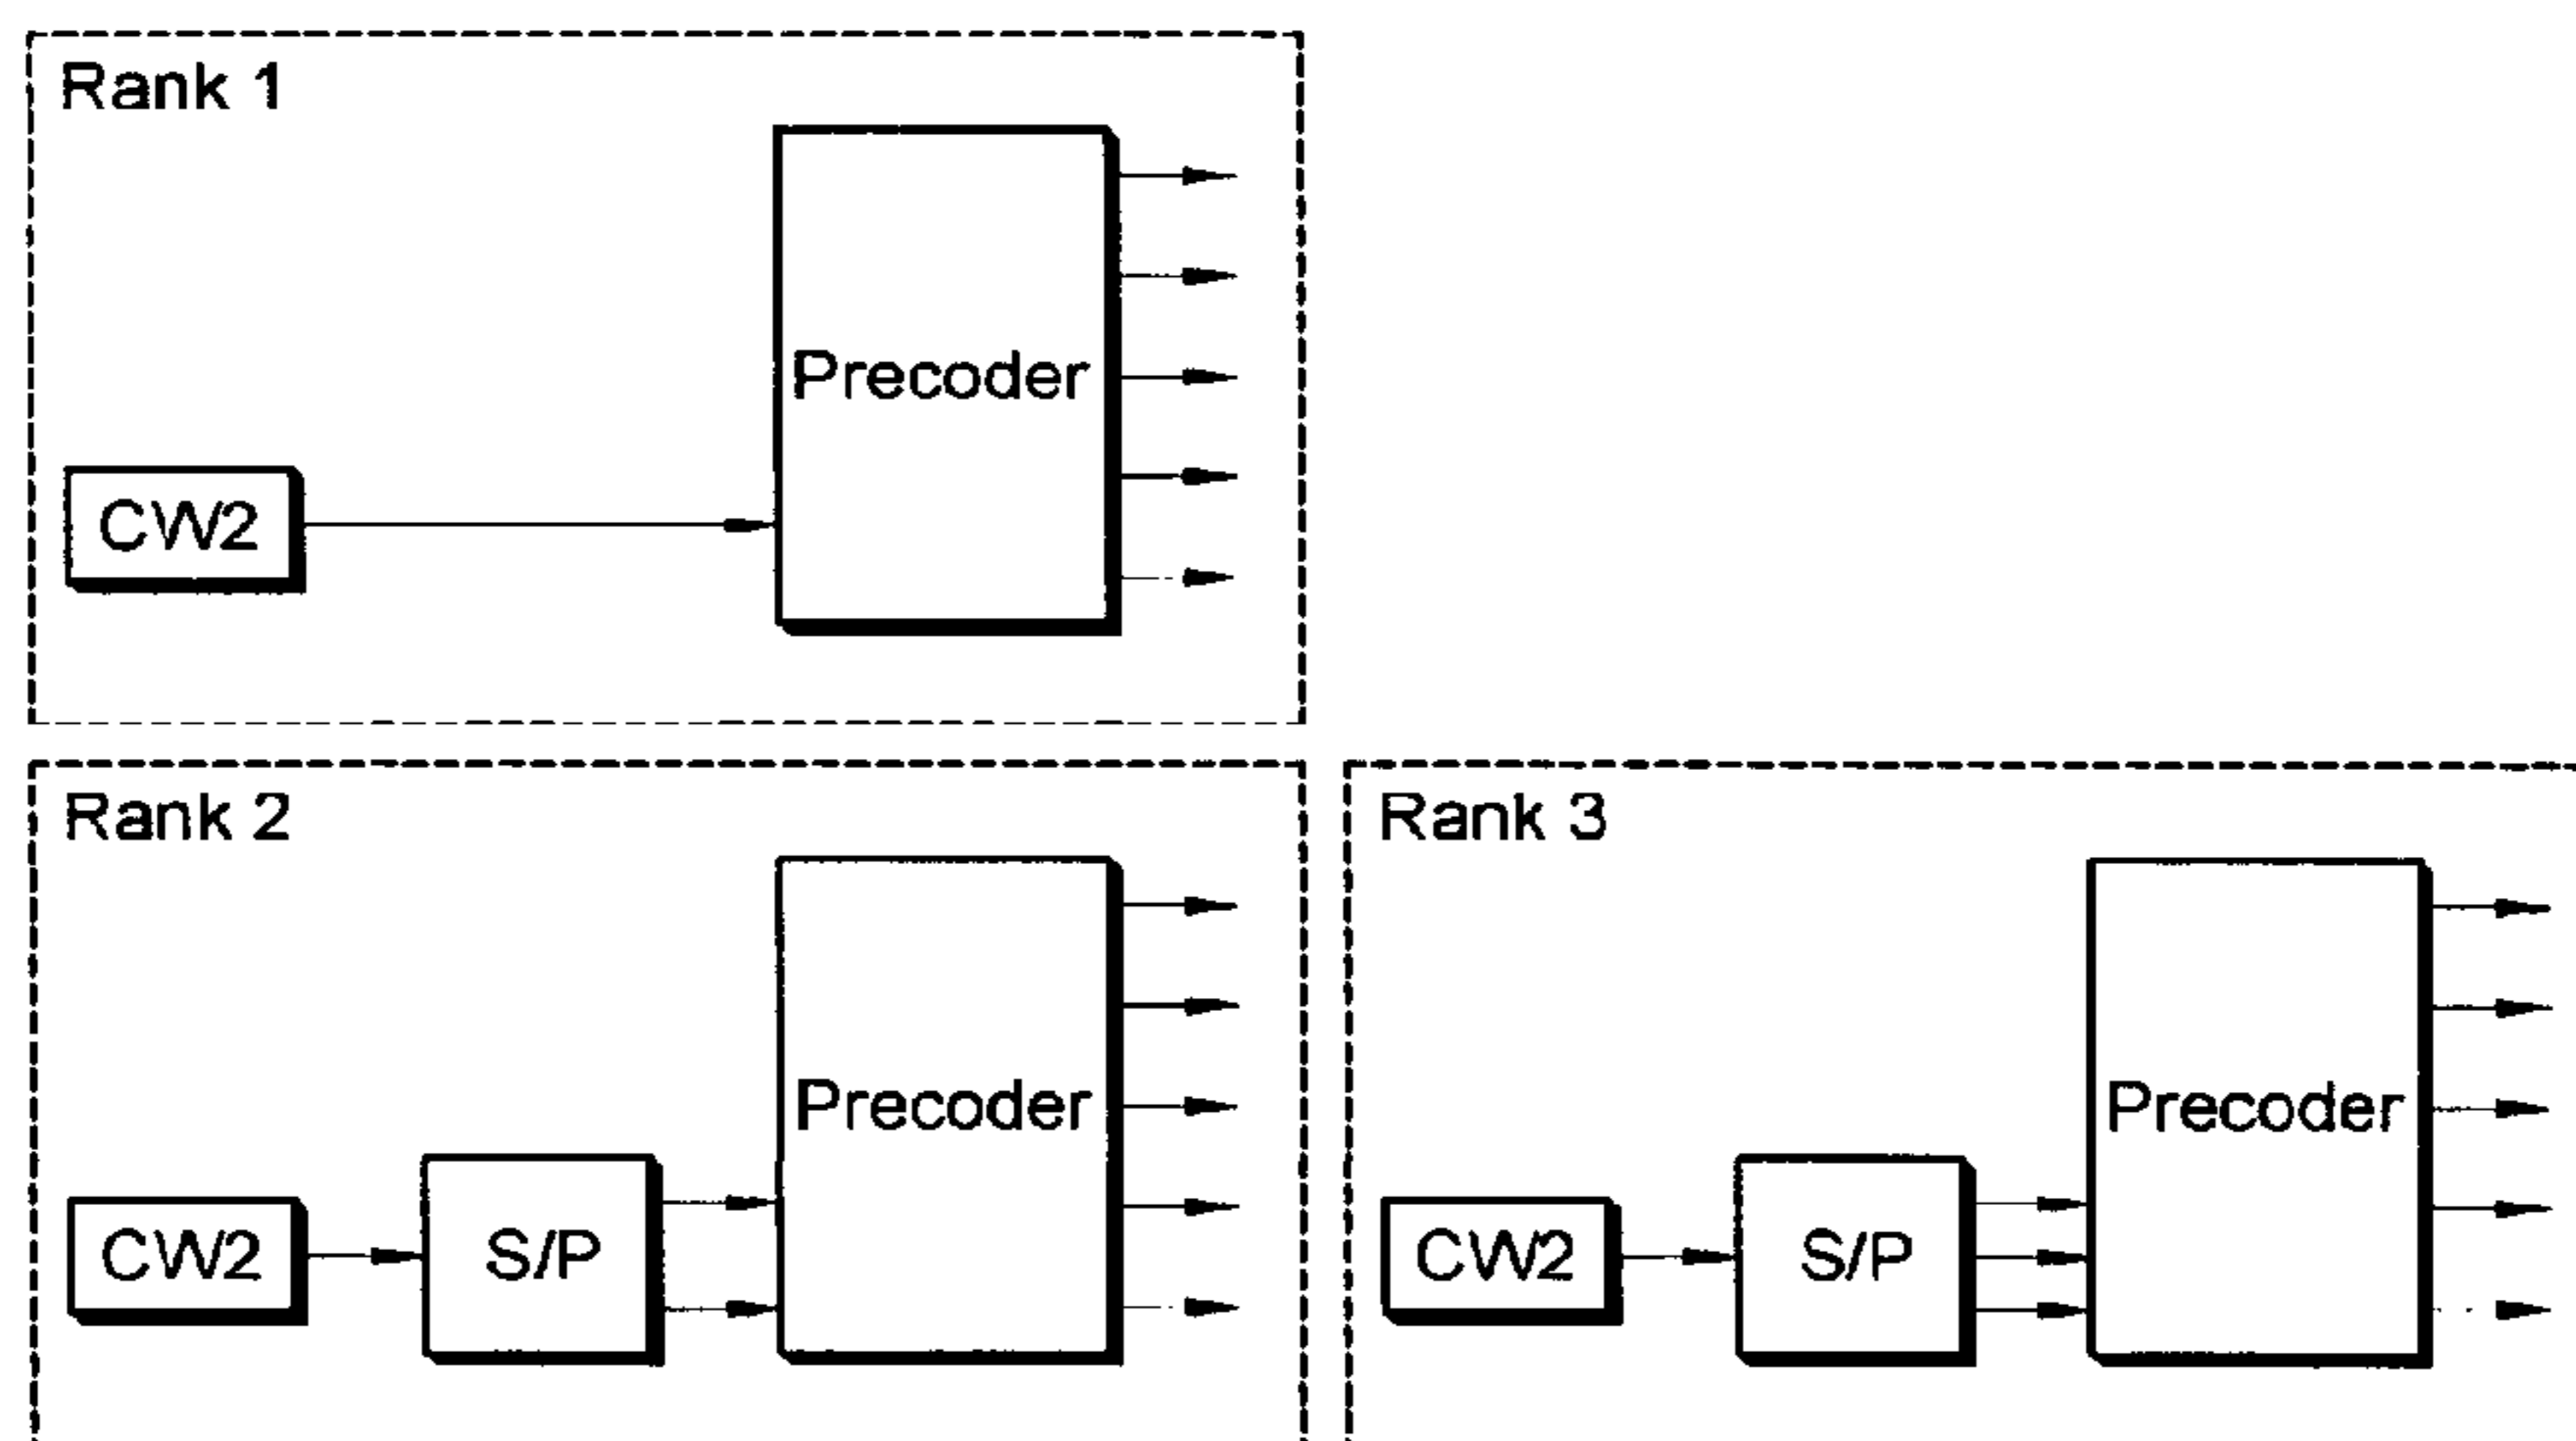 Rank 1
Precoder
CW2
Rank 2
Precoder
CW2
S/P
Rank 3
Precoder
CW2
S/P